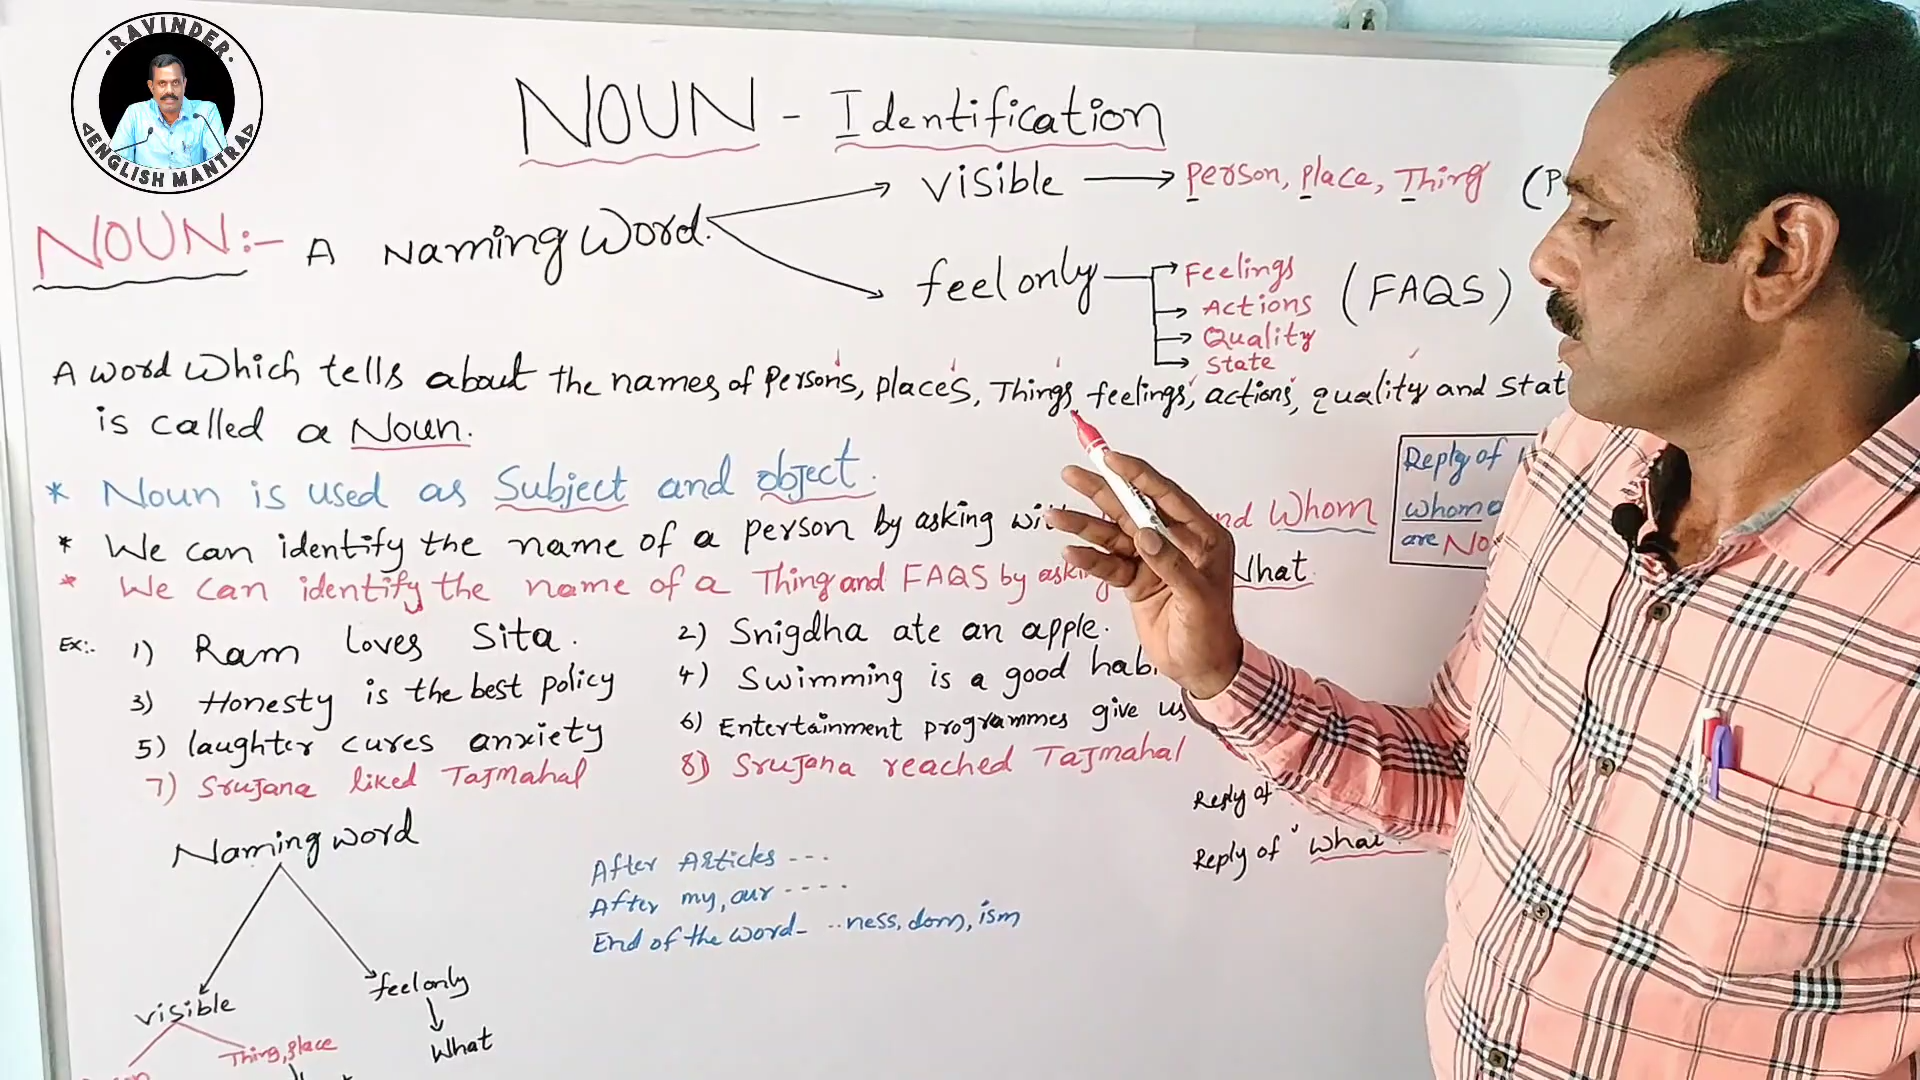 RAVINDER
ENGLISH MANTRA
NOUN - Identification
visible → Person, Place, Thing (P
NOUN:- A Naming Word.
feel only
Feelings
Actions
Quality
State
(FAQS)
A word which tells about the names of Persons, places, Things, feelings, actions, quality and Stat
is called a Noun.
* Noun is used as Subject and object.
* We can identify the name of a person by asking with nd Whom
* We can identify the name of a Thing and FAQS by What
Reply of
whom
are No
Ex:- 1) Ram loves Sita. 2) Snigdha ate an apple.
3) Honesty is the best policy 4) Swimming is a good habi
5) laughter cures anxiety 6) Entertainment programmes give us
7) Srujana liked Tajmahal 8) Srujana reached Tajmahal
Reply of
Reply of "What
Naming word
visible
feel only
Thing, place
What
After Articles ---
After my, our ----
End of the word- ..ness, dom, ism